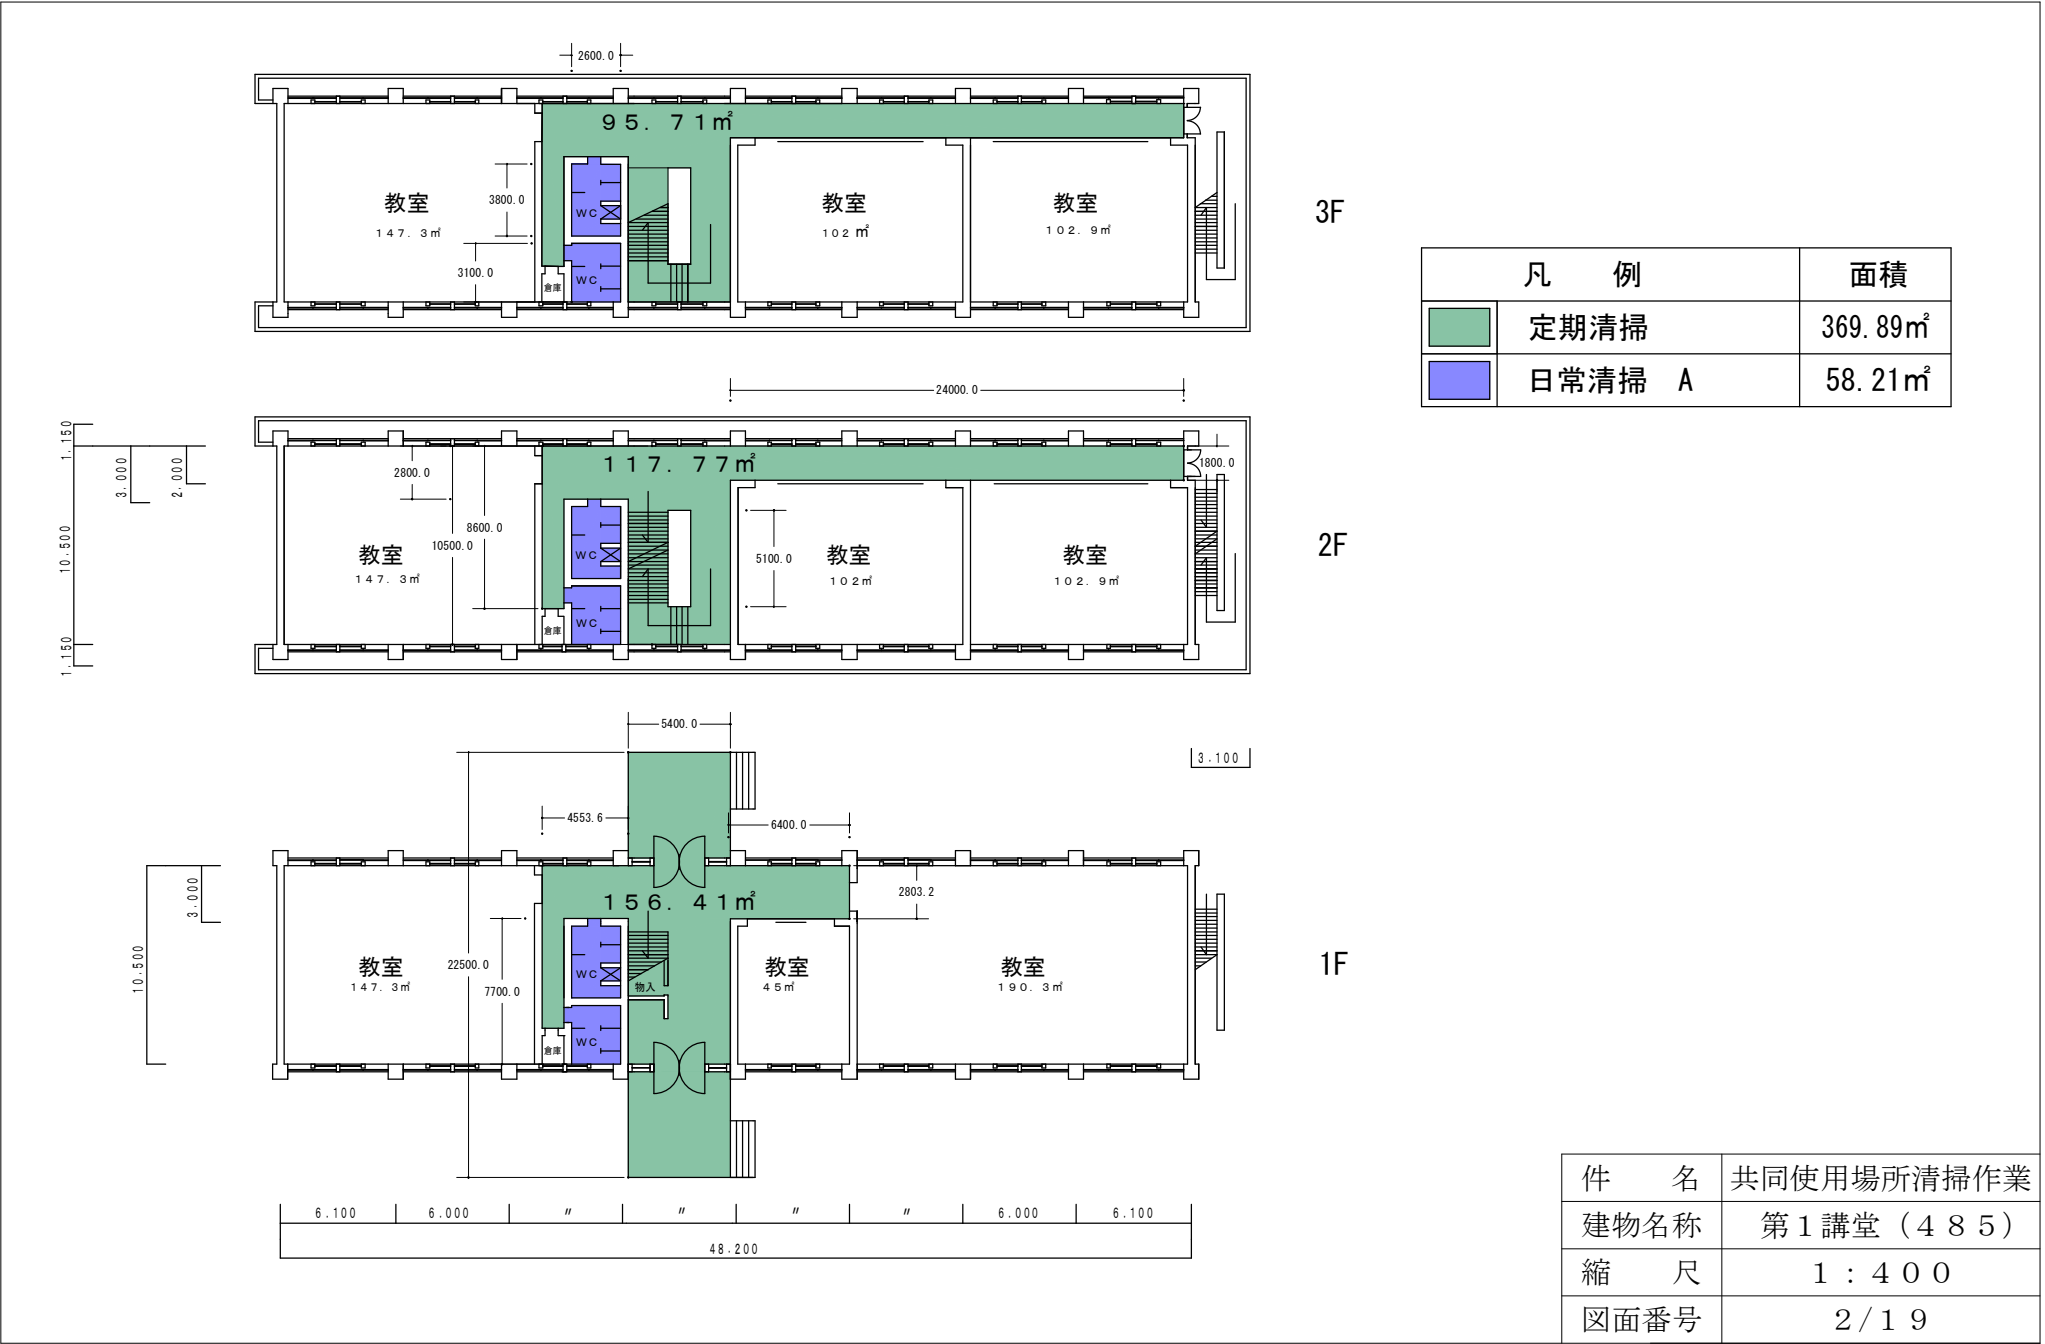 2600.0
95.71㎡
教室
147.3㎡
3800.0
3100.0
WC
WC
倉庫
教室
102㎡
教室
102.9㎡
3F
凡 例 面積
定期清掃 369.89㎡
日常清掃 A 58.21㎡
24000.0
1.150
3.000
2.000
10.500
1.150
2800.0
8600.0
10500.0
117.77㎡
1800.0
教室
147.3㎡
WC
WC
倉庫
5100.0
教室
102㎡
教室
102.9㎡
2F
5400.0
3.100
4553.6
6400.0
3.000
10.500
156.41㎡
2803.2
22500.0
7700.0
教室
147.3㎡
WC
WC
倉庫
物入
教室
45㎡
教室
190.3㎡
1F
6.100 6.000 〃 〃 〃 〃 6.000 6.100
48.200
件 名 共同使用場所清掃作業
建物名称 第1講堂(485)
縮 尺 1:400
図面番号 2/19